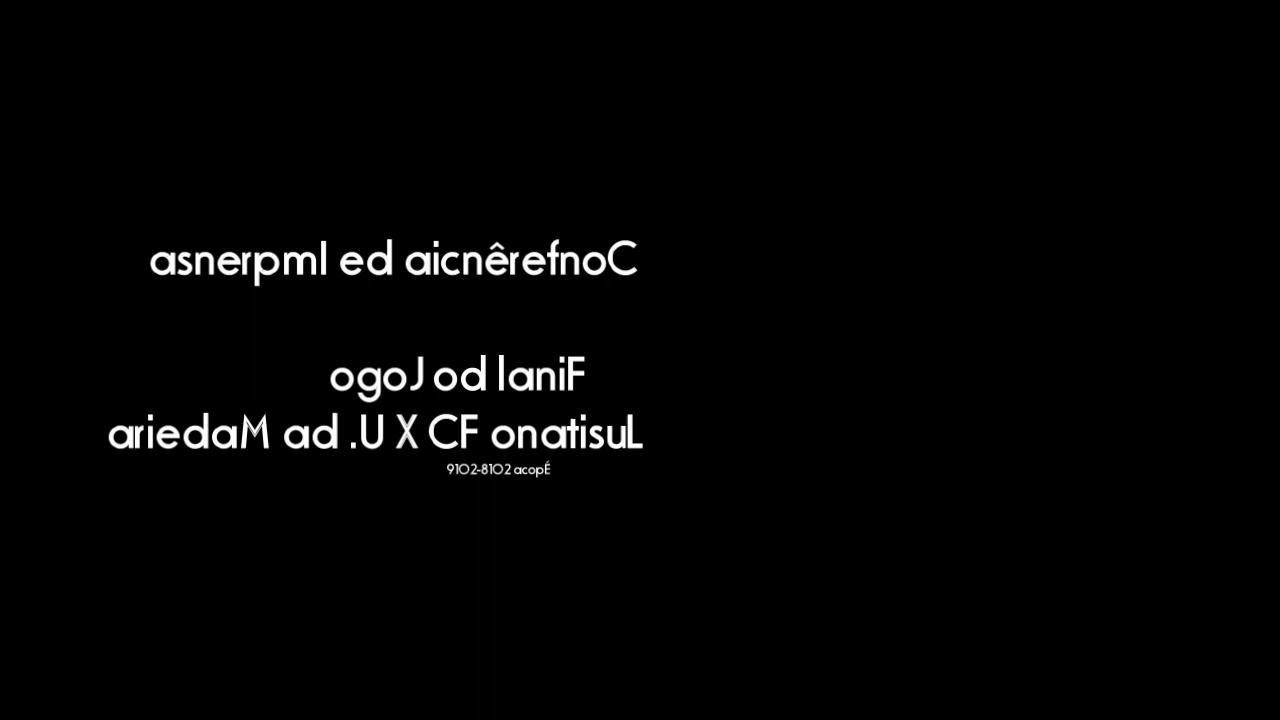 asnerpmI ed aicnêrefnoC
ogoJ od laniF
ariedaM ad .U X CF onatisuL
9102-8102 acopÉ